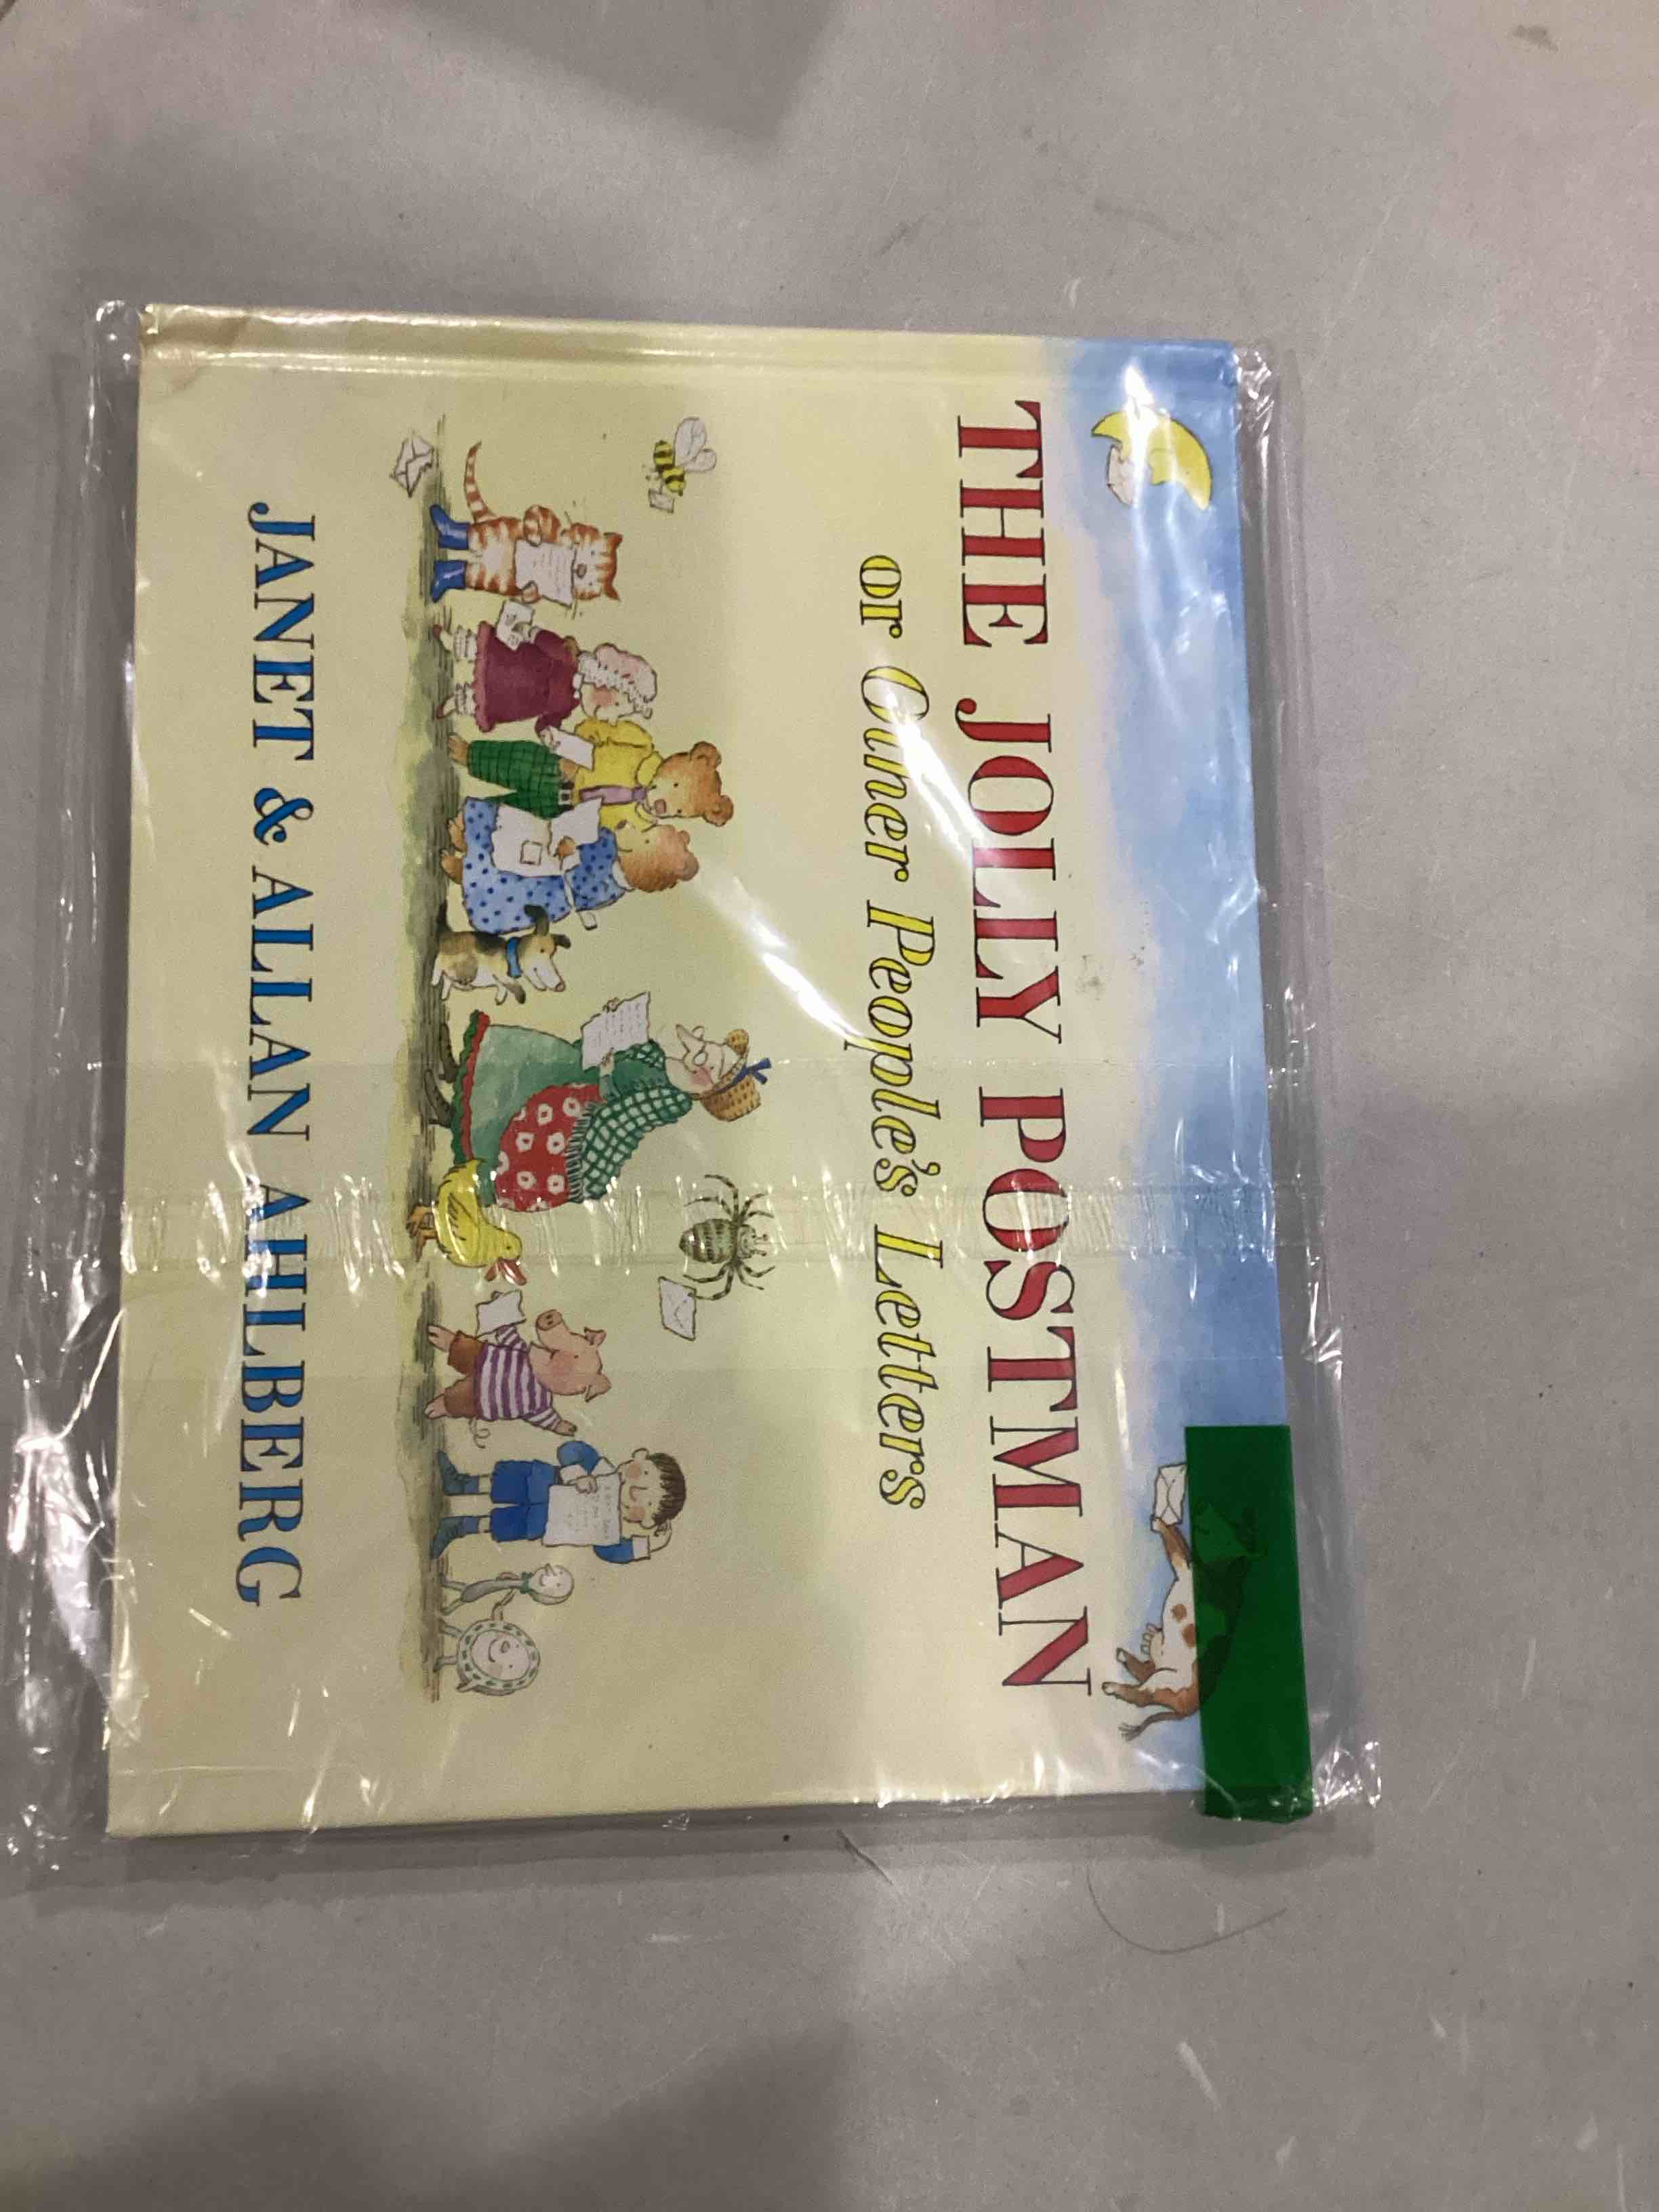 THE JOLLY POSTMAN
or Other People's Letters
JANET & ALLAN AHLBERG